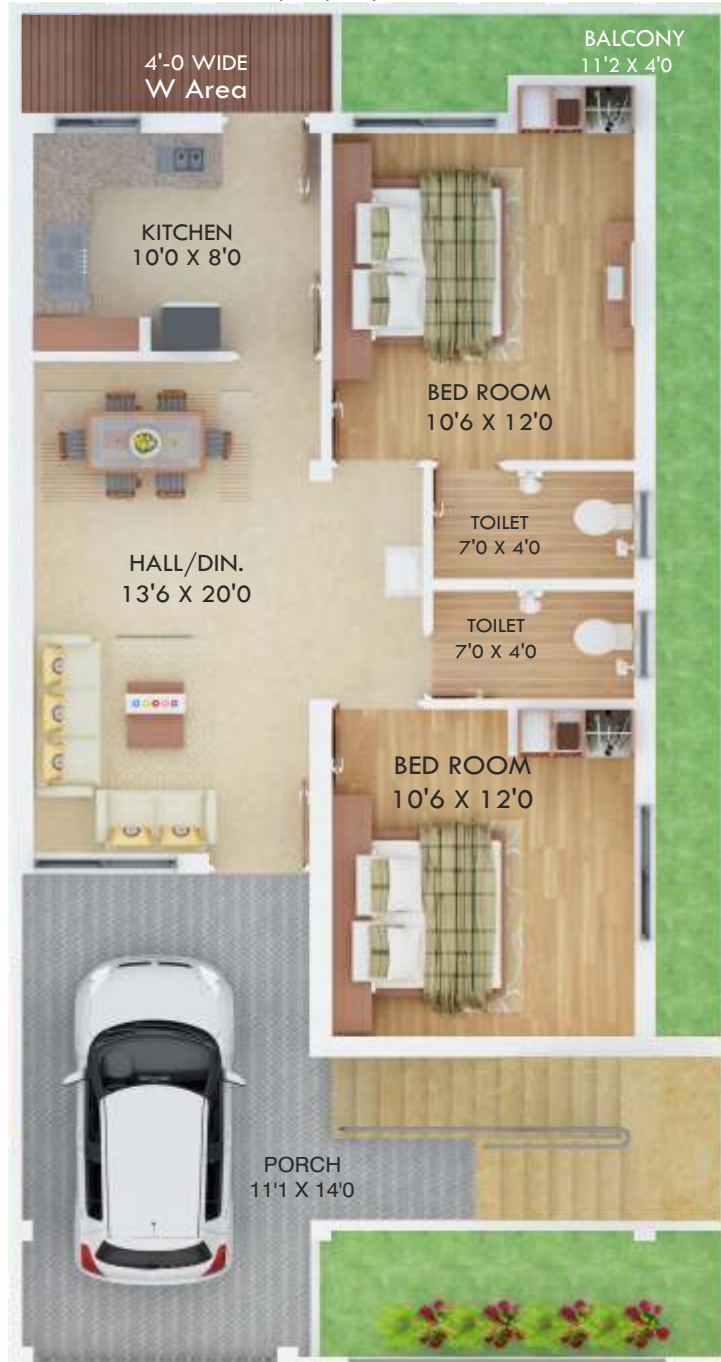 4'-0 WIDE
W Area
BALCONY
11'2 X 4'0
KITCHEN
10'0 X 8'0
BED ROOM
10'6 X 12'0
TOILET
7'0 X 4'0
HALL/DIN.
13'6 X 20'0
TOILET
7'0 X 4'0
BED ROOM
10'6 X 12'0
PORCH
11'1 X 14'0